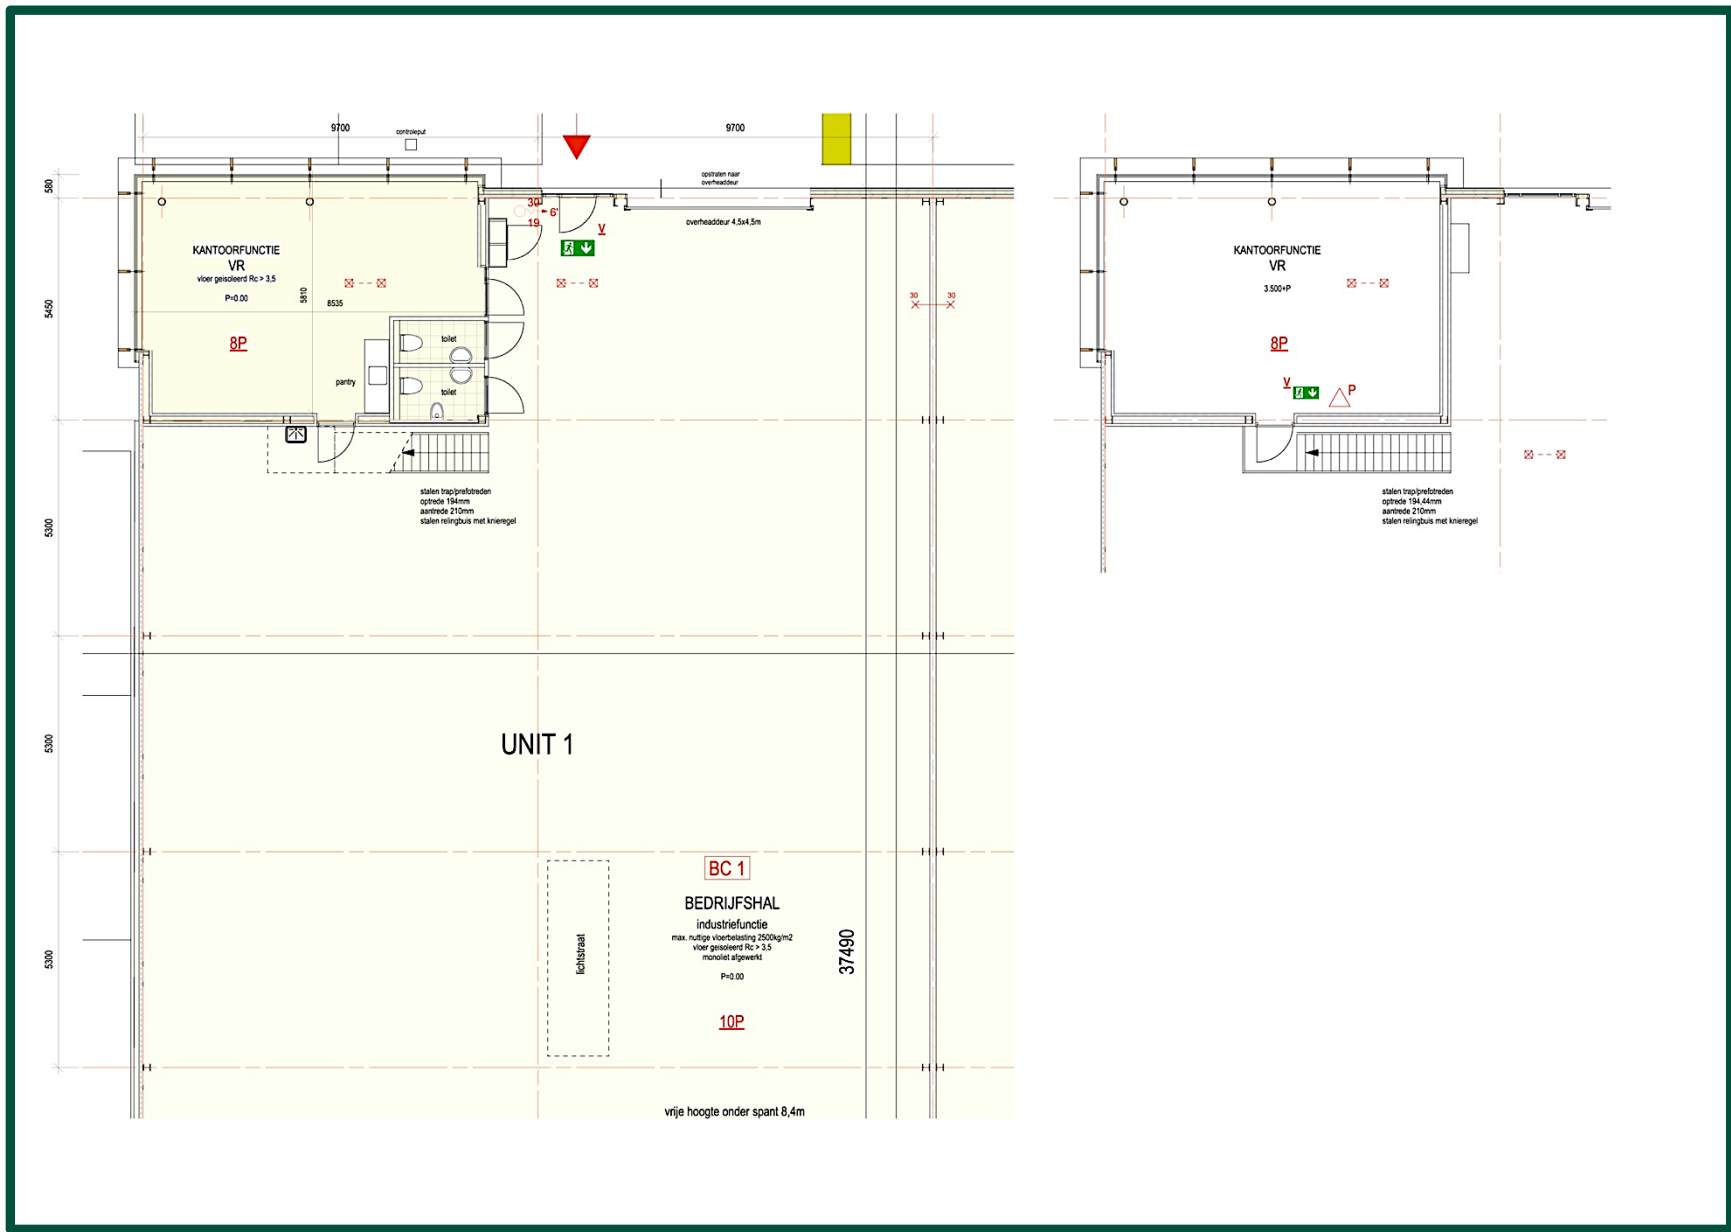 9700
controleput
9700
580
opstraten naar
overheaddeur
30
6'
19
V
overheaddeur 4,5x4,5m
KANTOORFUNCTIE
VR
vloer geisoleerd Rc > 3,5
P=0.00
5810
8535
5450
30
30
8P
toilet
pantry
toilet
stalen trap/prefotreden
optrede 194mm
aantrede 210mm
stalen relingbuis met knieregel
5300
5300
UNIT 1
BC 1
BEDRIJFSHAL
industriefunctie
max. nuttige vloerbelasting 2500kg/m2
vloer geisoleerd Rc > 3,5
monoliet afgewerkt
P=0.00
lichtstraat
37490
5300
10P
vrije hoogte onder spant 8,4m
KANTOORFUNCTIE
VR
3.500+P
8P
V
P
stalen trap/prefotreden
optrede 194,44mm
aantrede 210mm
stalen relingbuis met knieregel